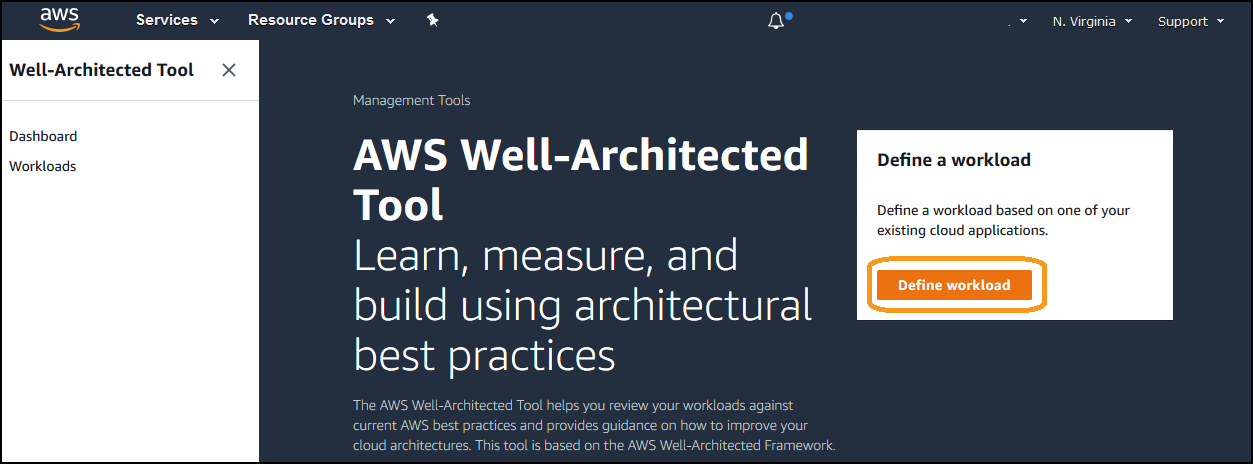 aws Services Resource Groups . N. Virginia Support
Well-Architected Tool
Dashboard
Workloads
Management Tools
AWS Well-Architected
Tool
Learn, measure, and
build using architectural
best practices
The AWS Well-Architected Tool helps you review your workloads against
current AWS best practices and provides guidance on how to improve your
cloud architectures. This tool is based on the AWS Well-Architected Framework.
Define a workload
Define a workload based on one of your
existing cloud applications.
Define workload